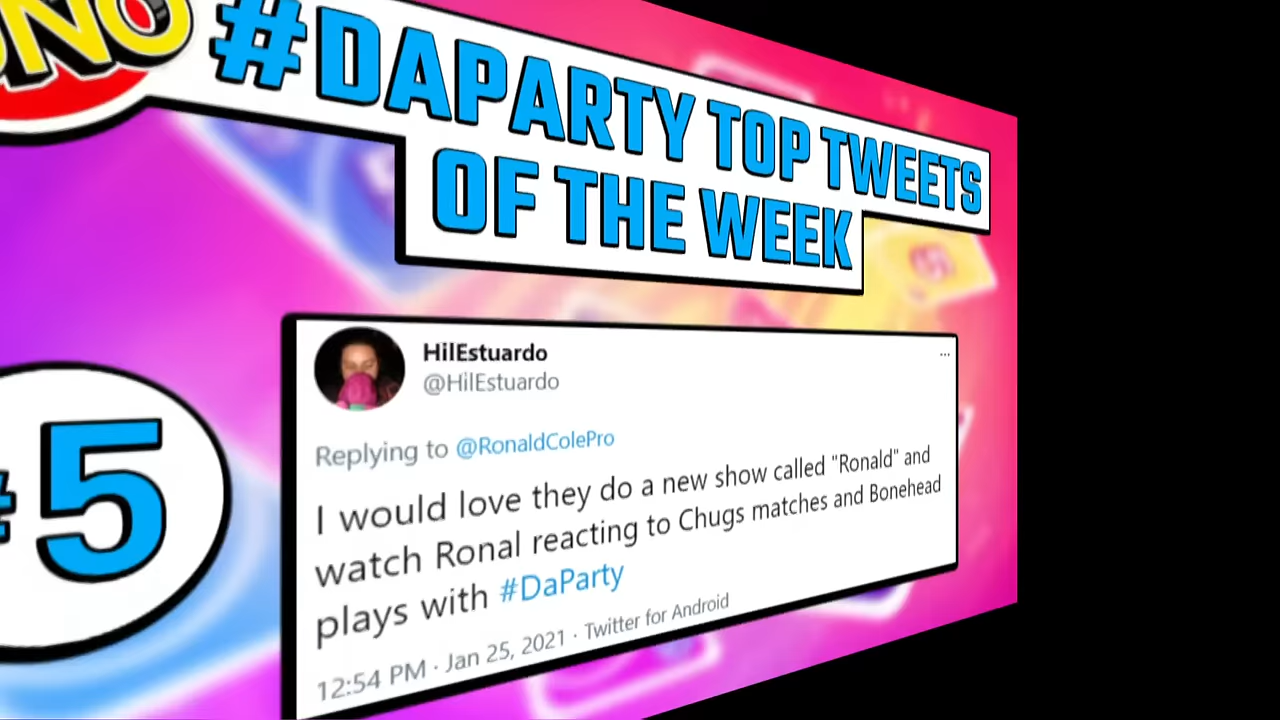 #DAPARTY TOP TWEETS
OF THE WEEK
#5
HilEstuardo
@HilEstuardo
...
Replying to @RonaldColePro
I would love they do a new show called "Ronald" and
watch Ronal reacting to Chugs matches and Bonehead
plays with #DaParty
12:54 PM · Jan 25, 2021 · Twitter for Android